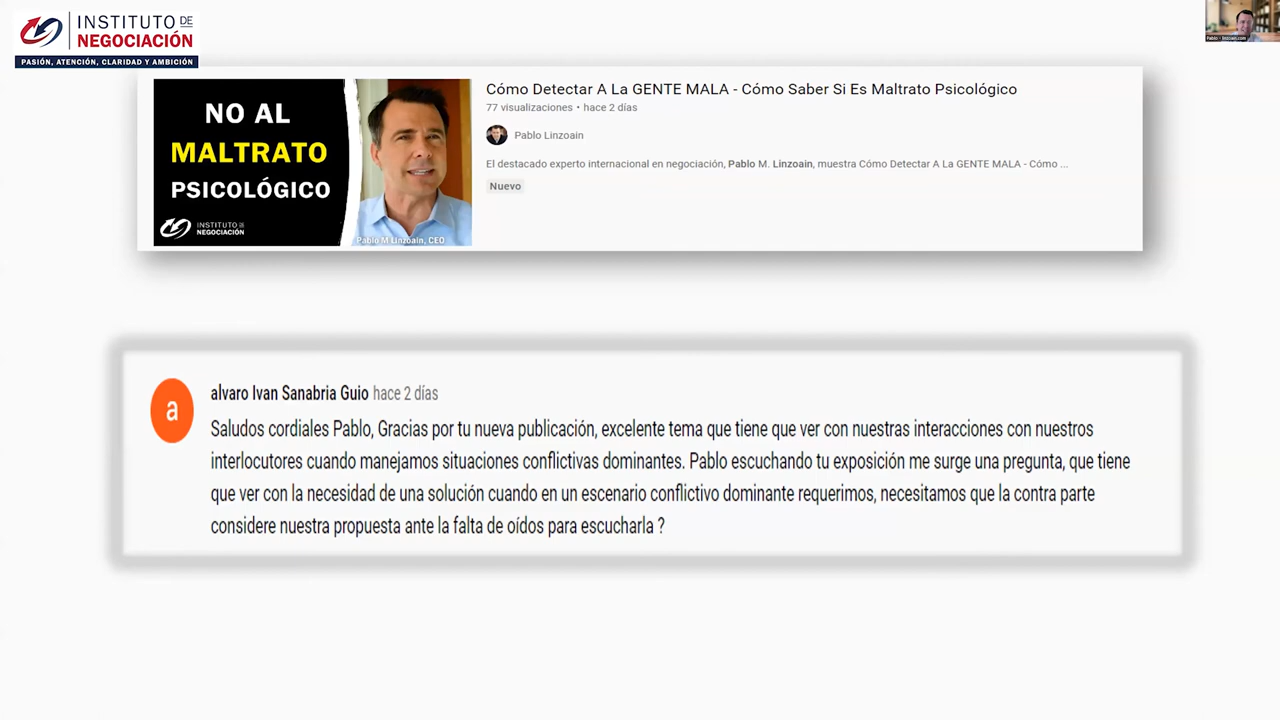 INSTITUTO DE
NEGOCIACIÓN
PASIÓN, ATENCIÓN, CLARIDAD Y AMBICIÓN
Pablo - linzoain.com
NO AL
MALTRATO
PSICOLÓGICO
INSTITUTO DE
NEGOCIACIÓN
Pablo M Linzoain, CEO
Cómo Detectar A La GENTE MALA - Cómo Saber Si Es Maltrato Psicológico
77 visualizaciones • hace 2 días
Pablo Linzoain
El destacado experto internacional en negociación, Pablo M. Linzoain, muestra Cómo Detectar A La GENTE MALA - Cómo ...
Nuevo
a
alvaro Ivan Sanabria Guio hace 2 días
Saludos cordiales Pablo, Gracias por tu nueva publicación, excelente tema que tiene que ver con nuestras interacciones con nuestros
interlocutores cuando manejamos situaciones conflictivas dominantes. Pablo escuchando tu exposición me surge una pregunta, que tiene
que ver con la necesidad de una solución cuando en un escenario conflictivo dominante requerimos, necesitamos que la contra parte
considere nuestra propuesta ante la falta de oídos para escucharla ?